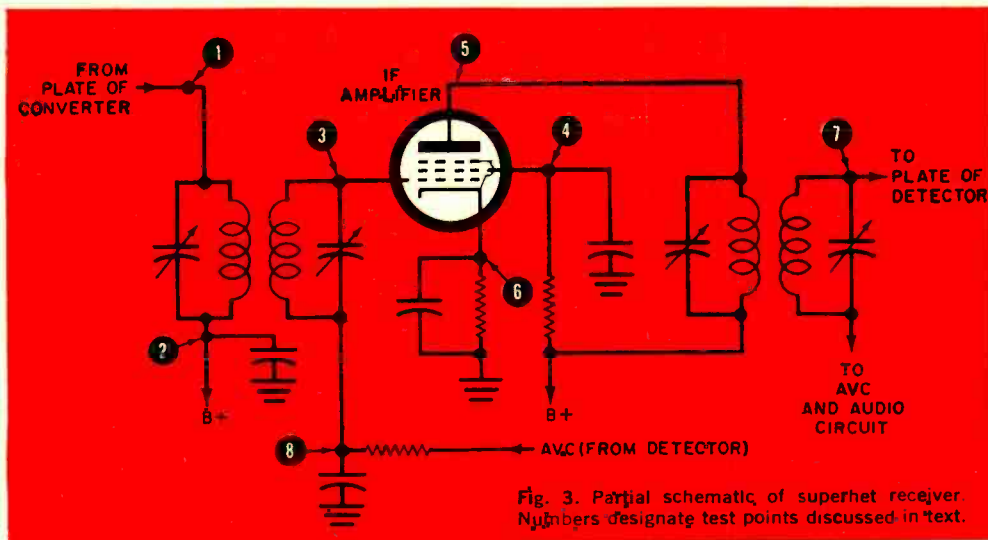 1
FROM
PLATE OF
CONVERTER
IF
AMPLIFIER
5
3
4
7
TO
PLATE OF
DETECTOR
2
B+
6
B+
TO
AVC
AND AUDIO
CIRCUIT
8
AVC (FROM DETECTOR)
Fig. 3. Partial schematic of superhet receiver.
Numbers designate test points discussed in text.